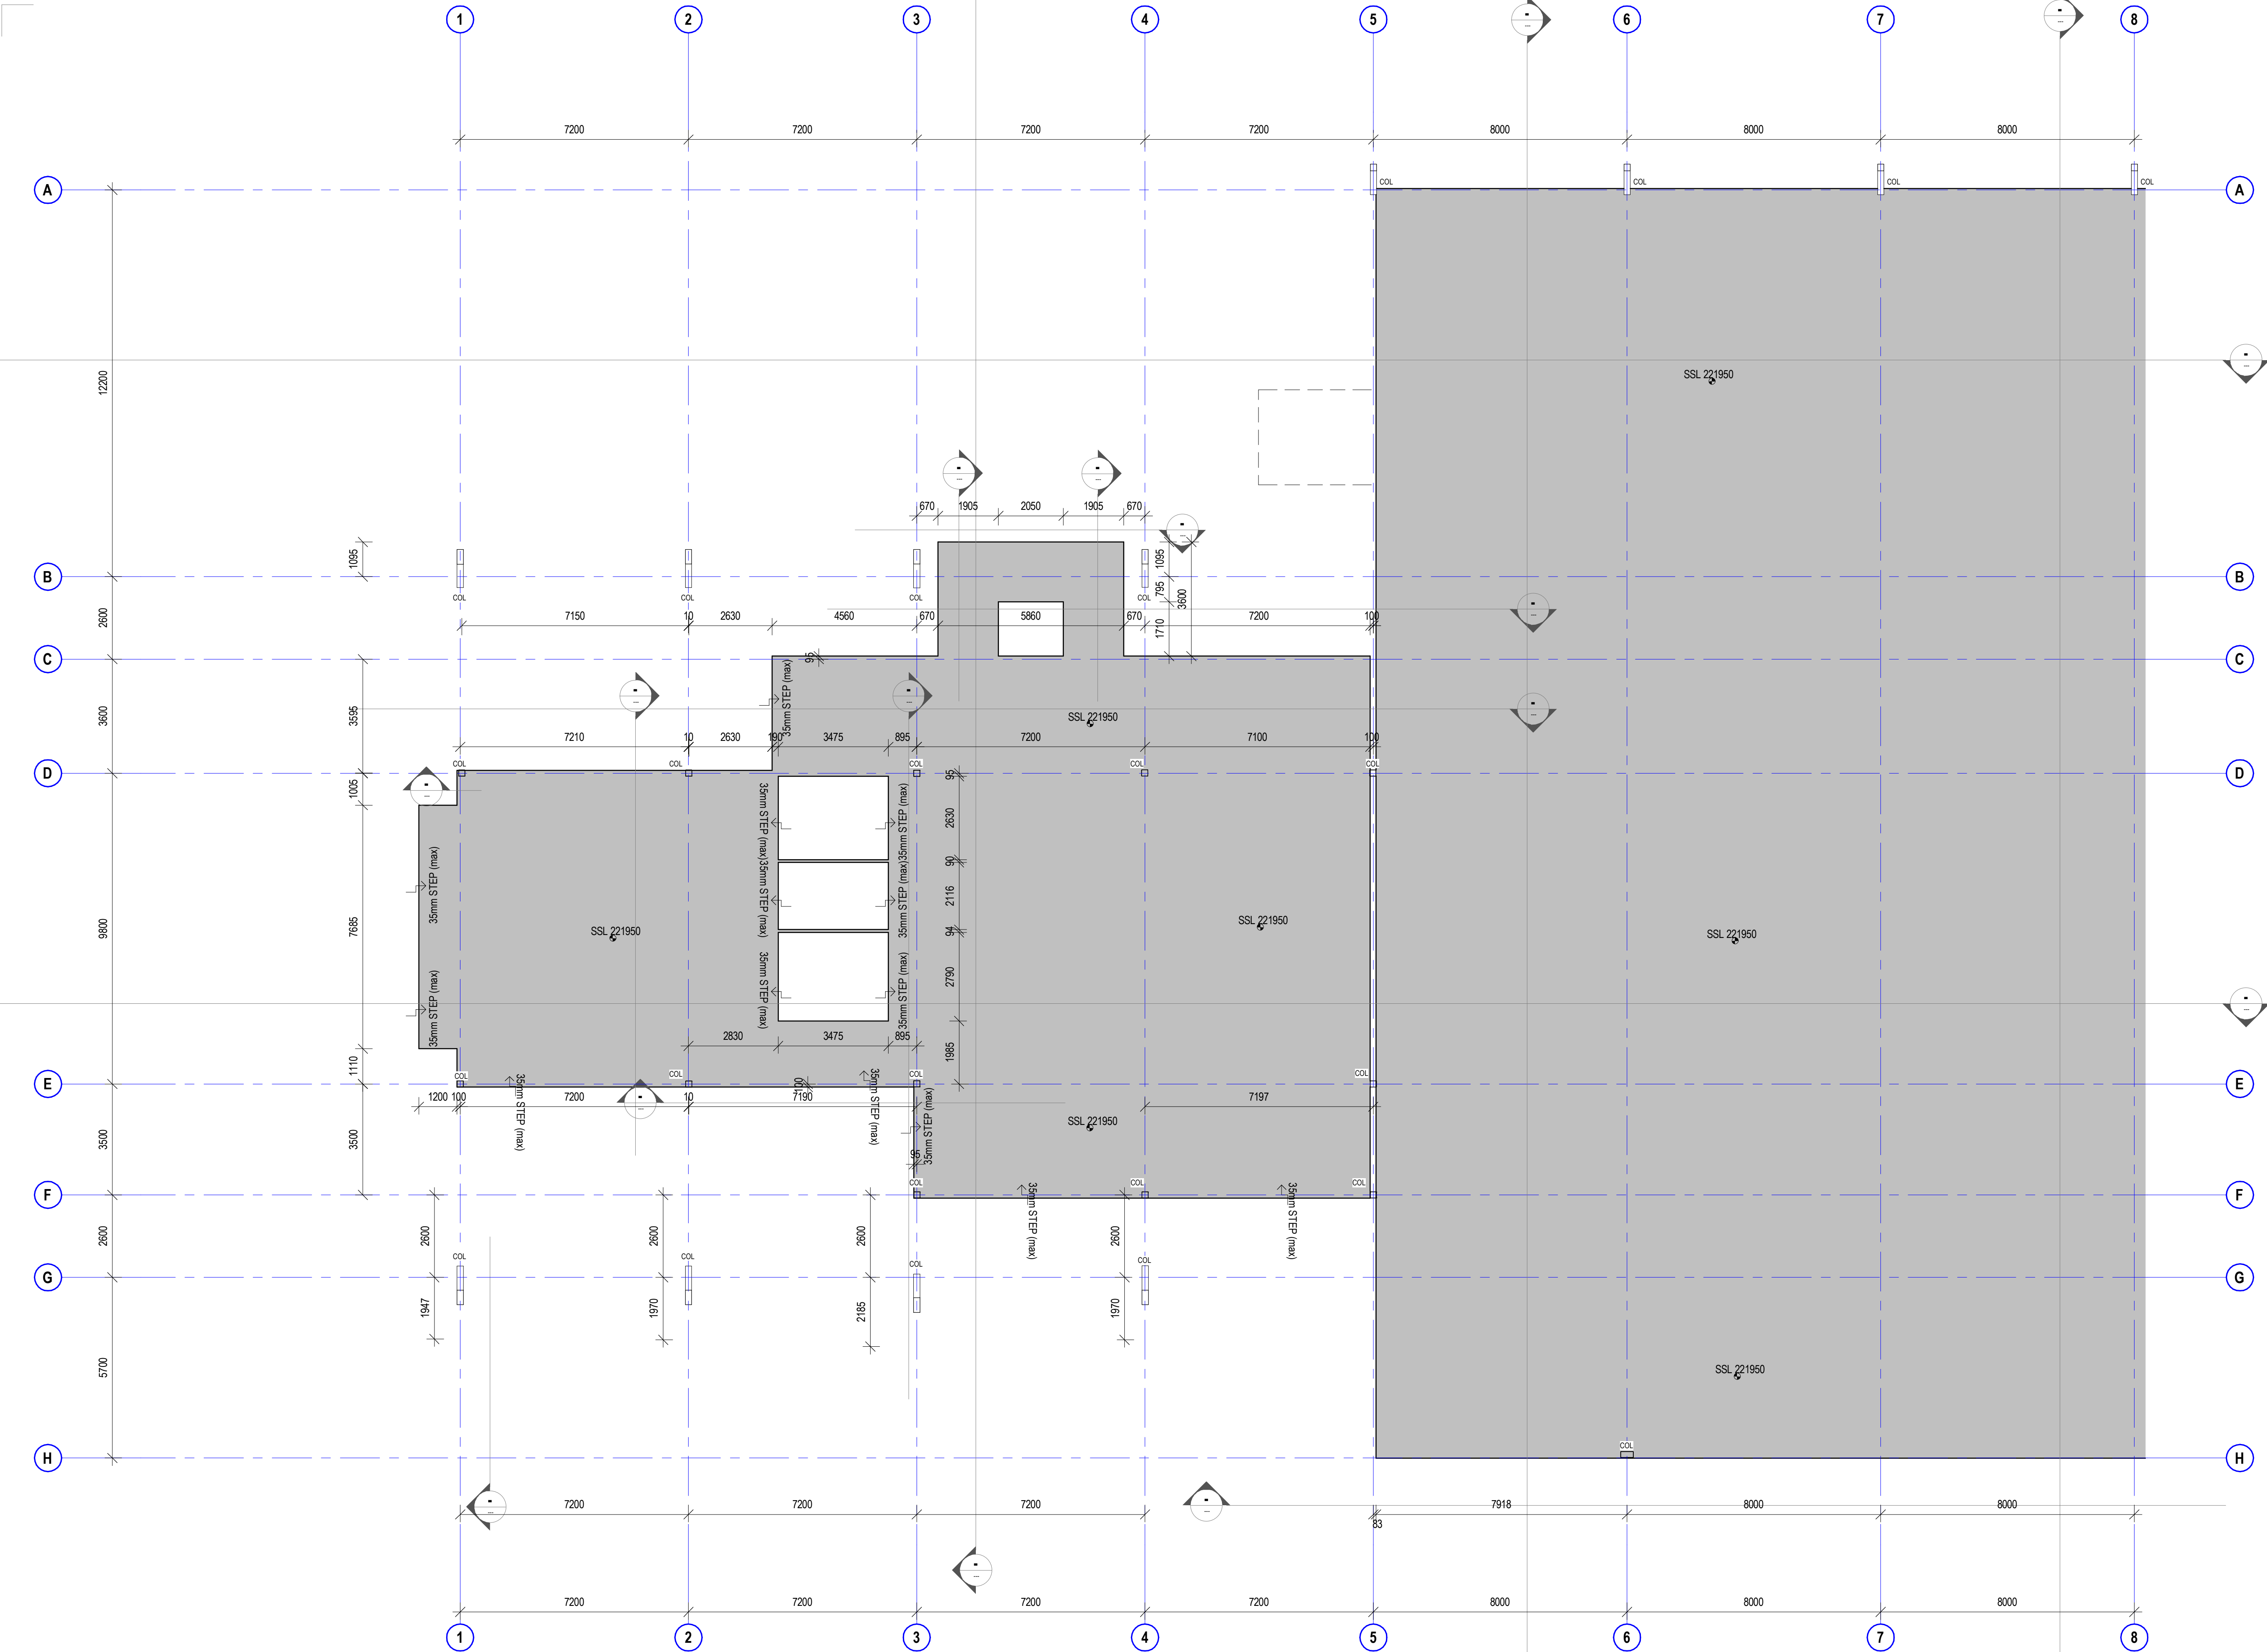 1 2 3 4 5 6 7 8
7200 7200 7200 7200 8000 8000 8000
A COL COL COL COL A
12200
SSL 221950
670 1905 2050 1905 670
1095 1095
B B
795
COL COL COL COL
3600
2600
7150 10 2630 4560 670 5860 670 7200 100
1710
C 95 C
35mm STEP (max)
3600 3595
SSL 221950
7210 10 2630 190 3475 895 7200 7100 100
COL COL COL COL COL
D D
1005
95
35mm STEP (max) 35mm STEP (max)
2630
90
35mm STEP (max) 35mm STEP (max) 35mm STEP (max)
2116
9800 7685
SSL 221950 SSL 221950 SSL 221950
94
35mm STEP (max) 35mm STEP (max) 35mm STEP (max)
2790
2830 3475 895
1985
1110
COL COL COL COL
E E
100
1200 100 7200 10 7190 7197
35mm STEP (max) 35mm STEP (max) 35mm STEP (max)
SSL 221950
3500 3500
95
COL COL COL
F F
35mm STEP (max) 35mm STEP (max)
2600 2600 2600 2600 2600
COL COL COL COL
G G
1947 1970 2185 1970
5700
SSL 221950
COL
H H
7200 7200 7200 7918 8000 8000
83
7200 7200 7200 7200 8000 8000 8000
1 2 3 4 5 6 7 8